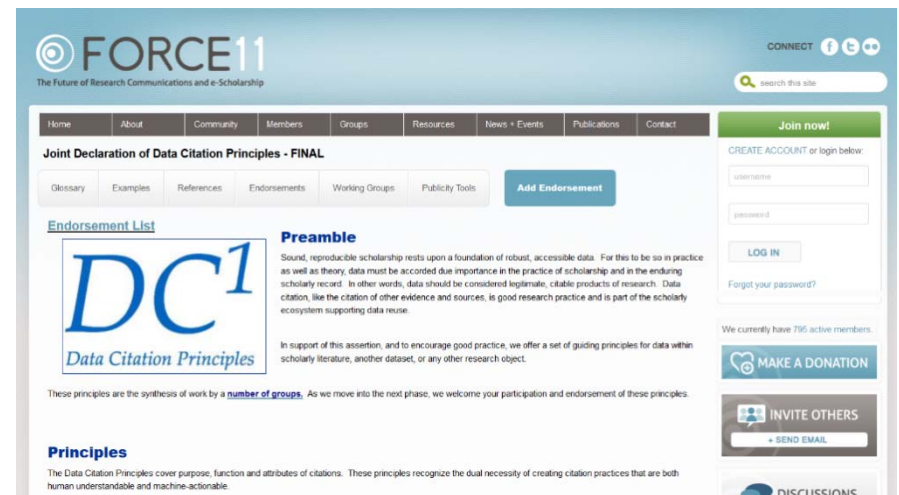 FORCE11
The Future of Research Communications and e-Scholarship
CONNECT
search this site
Home About Community Members Groups Resources News + Events Publications Contact
Join now!
Joint Declaration of Data Citation Principles - FINAL
CREATE ACCOUNT or login below:
username
Glossary Examples References Endorsements Working Groups Publicity Tools Add Endorsement
password
LOG IN
Forgot your password?
Endorsement List
DC1
Data Citation Principles
Preamble
Sound, reproducible scholarship rests upon a foundation of robust, accessible data. For this to be so in practice
as well as theory, data must be accorded due importance in the practice of scholarship and in the enduring
scholarly record. In other words, data should be considered legitimate, citable products of research. Data
citation, like the citation of other evidence and sources, is good research practice and is part of the scholarly
ecosystem supporting data reuse.
In support of this assertion, and to encourage good practice, we offer a set of guiding principles for data within
scholarly literature, another dataset, or any other research object.
These principles are the synthesis of work by a number of groups. As we move into the next phase, we welcome your participation and endorsement of these principles.
We currently have 795 active members.
MAKE A DONATION
INVITE OTHERS
+ SEND EMAIL
Principles
The Data Citation Principles cover purpose, function and attributes of citations. These principles recognize the dual necessity of creating citation practices that are both
human understandable and machine-actionable.
DISCUSSIONS